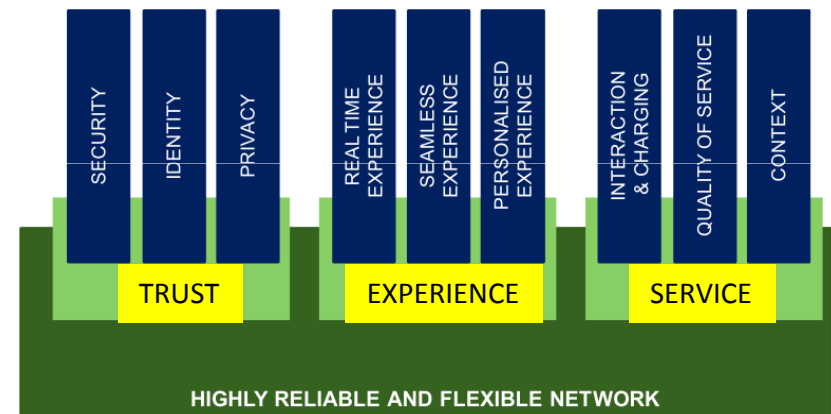 SECURITY
IDENTITY
PRIVACY
REAL TIME
EXPERIENCE
SEAMLESS
EXPERIENCE
PERSONALISED
EXPERIENCE
INTERACTION
& CHARGING
QUALITY OF SERVICE
CONTEXT
TRUST
EXPERIENCE
SERVICE
HIGHLY RELIABLE AND FLEXIBLE NETWORK